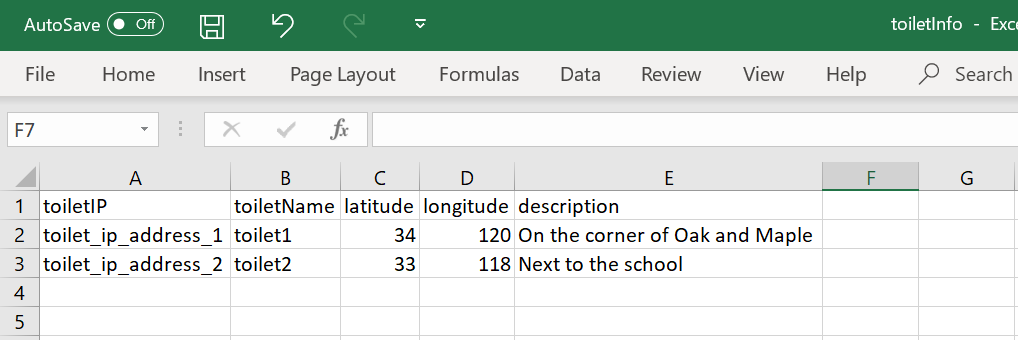 AutoSave Off toiletInfo - Exc
File Home Insert Page Layout Formulas Data Review View Help Search
F7 fx
A B C D E F G
1 toiletIP toiletName latitude longitude description
2 toilet_ip_address_1 toilet1 34 120 On the corner of Oak and Maple
3 toilet_ip_address_2 toilet2 33 118 Next to the school
4
5